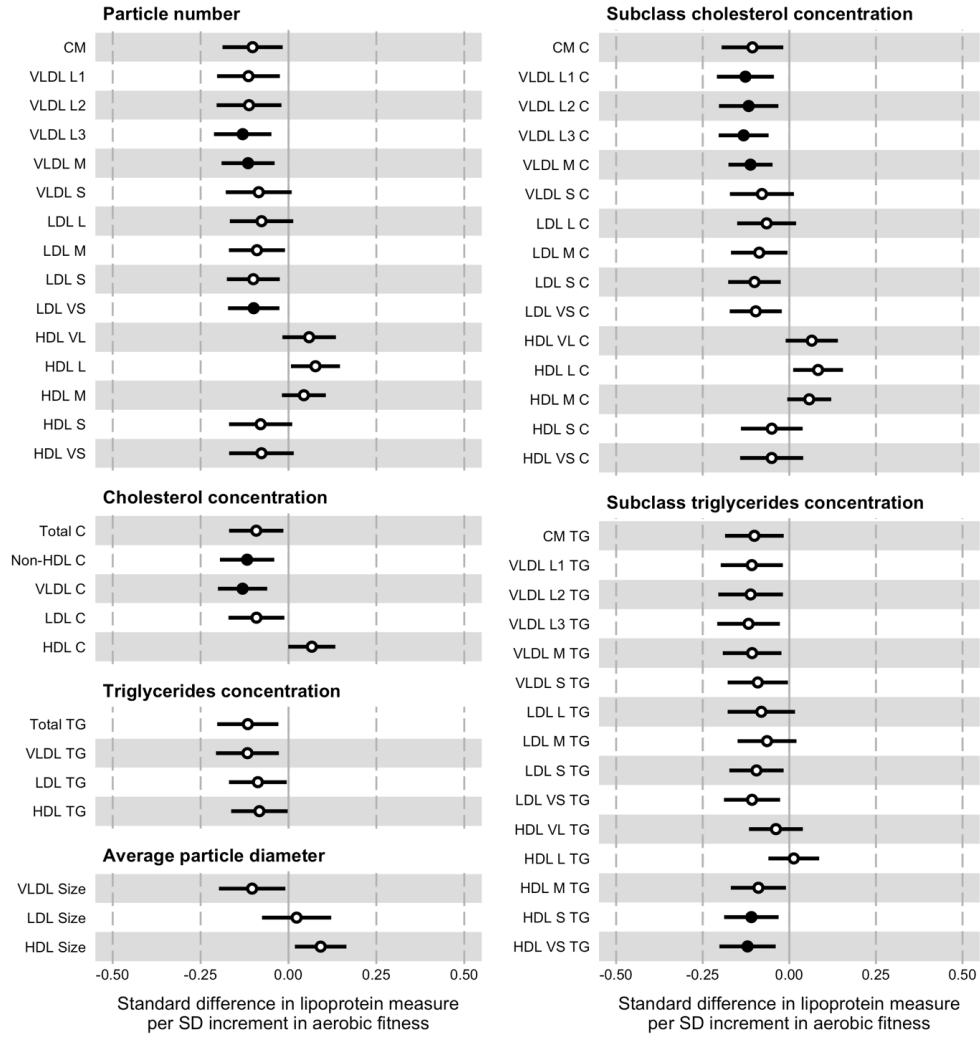 Particle number
CM
VLDL L1
VLDL L2
VLDL L3
VLDL M
VLDL S
LDL L
LDL M
LDL S
LDL VS
HDL VL
HDL L
HDL M
HDL S
HDL VS
Cholesterol concentration
Total C
Non-HDL C
VLDL C
LDL C
HDL C
Triglycerides concentration
Total TG
VLDL TG
LDL TG
HDL TG
Average particle diameter
VLDL Size
LDL Size
HDL Size
-0.50 -0.25 0.00 0.25 0.50
Standard difference in lipoprotein measure
per SD increment in aerobic fitness
Subclass cholesterol concentration
CM C
VLDL L1 C
VLDL L2 C
VLDL L3 C
VLDL M C
VLDL S C
LDL L C
LDL M C
LDL S C
LDL VS C
HDL VL C
HDL L C
HDL M C
HDL S C
HDL VS C
Subclass triglycerides concentration
CM TG
VLDL L1 TG
VLDL L2 TG
VLDL L3 TG
VLDL M TG
VLDL S TG
LDL L TG
LDL M TG
LDL S TG
LDL VS TG
HDL VL TG
HDL L TG
HDL M TG
HDL S TG
HDL VS TG
-0.50 -0.25 0.00 0.25 0.50
Standard difference in lipoprotein measure
per SD increment in aerobic fitness